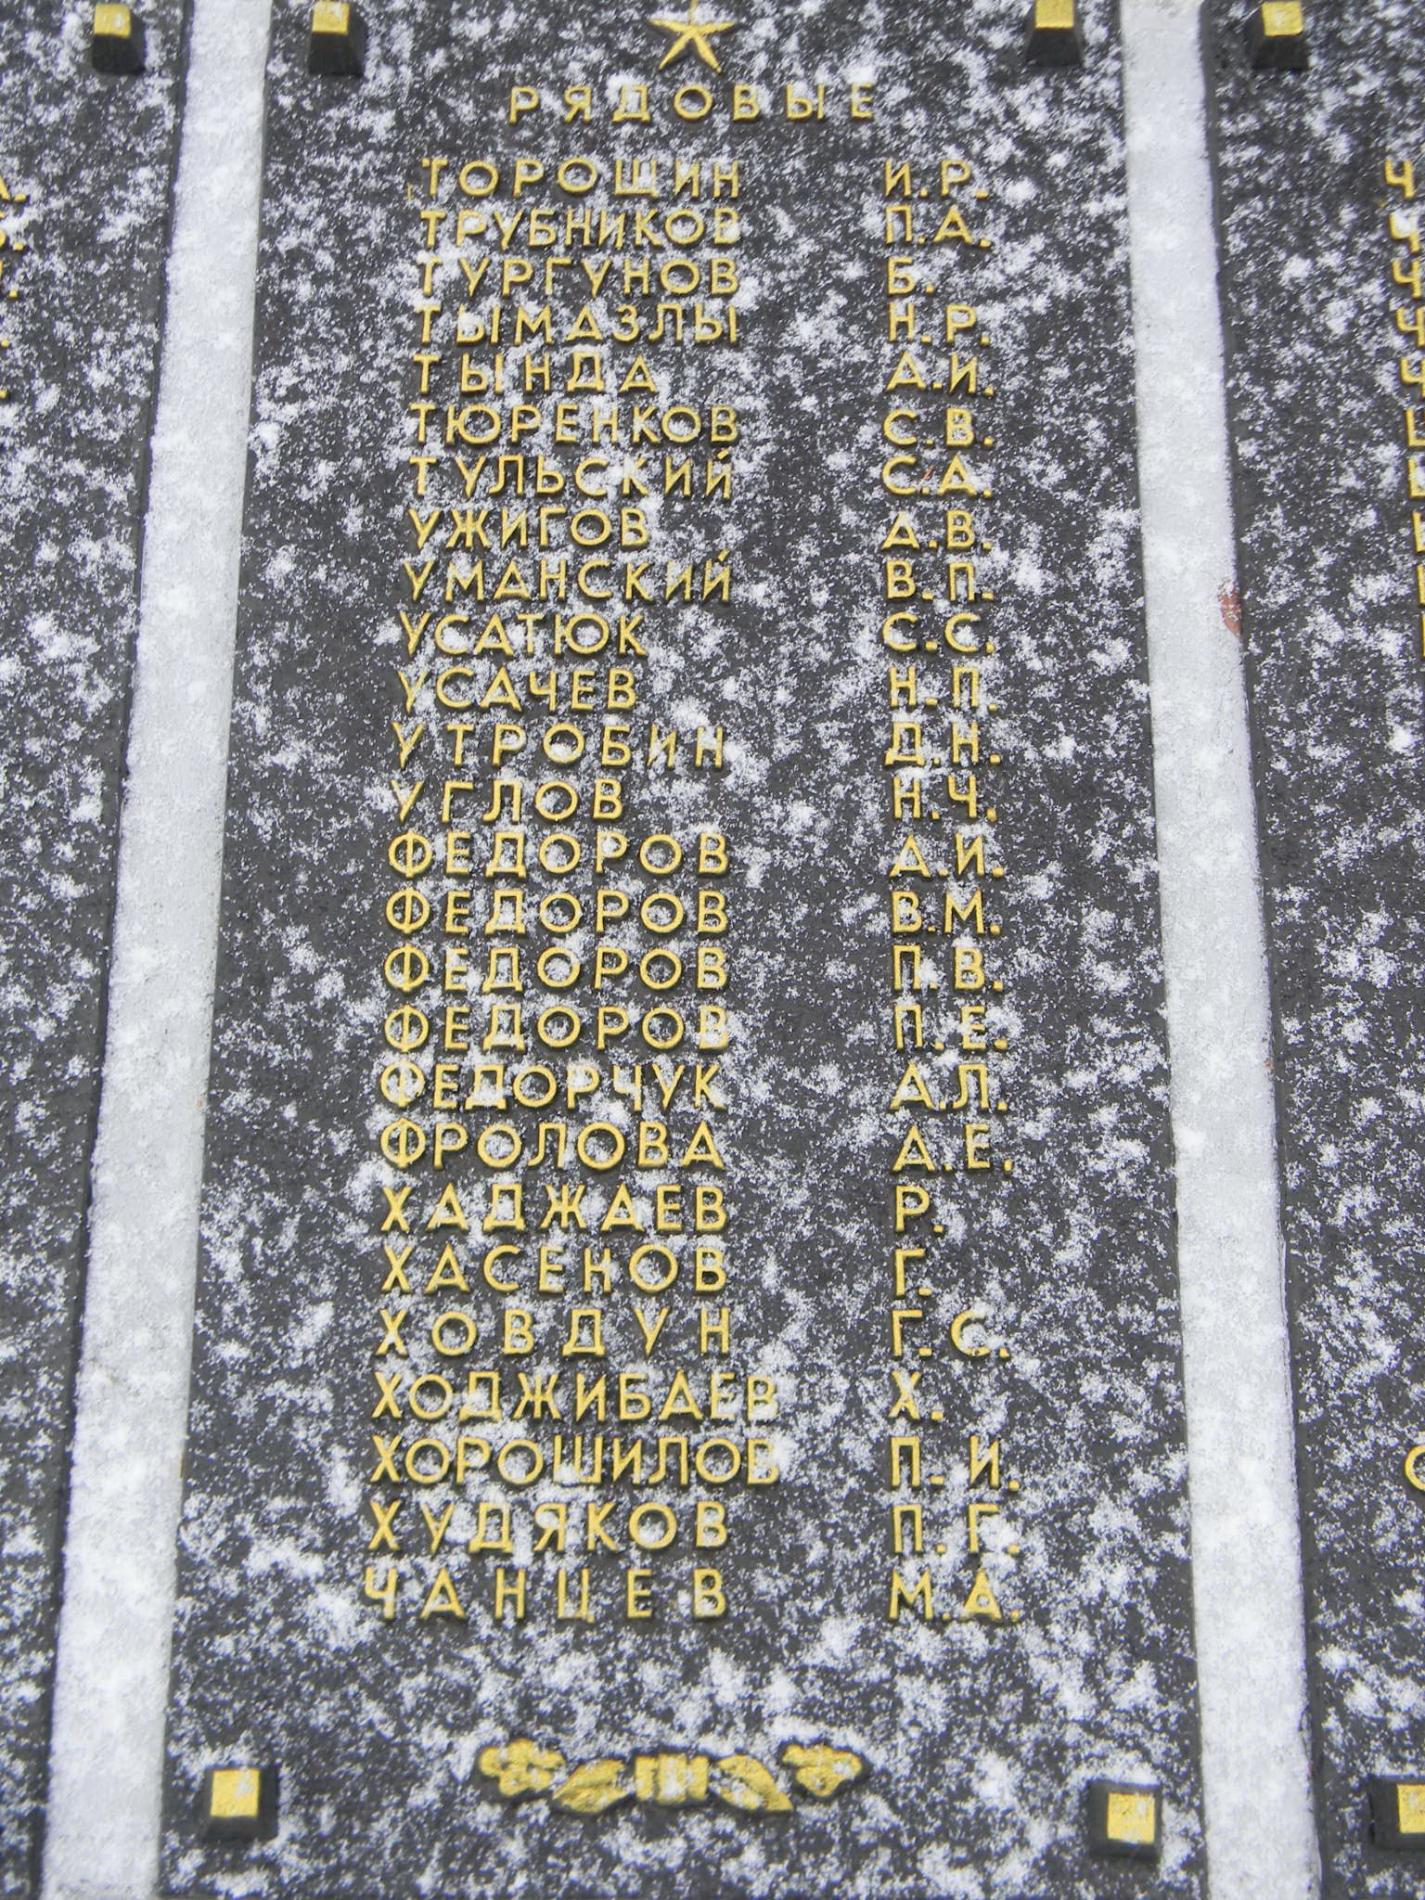 РЯДОВЫЕ
ТОРОЩИН И.Р.
ТРУБНИКОВ П.А.
ТУРГУНОВ Б.
ТЫМАЗЛЫ Н.Р.
ТЫНДА А.И.
ТЮРЕНКОВ С.В.
ТУЛЬСКИЙ С.А.
УЖИГОВ А.В.
УМАНСКИЙ В.П.
УСАТЮК С.С.
УСАЧЕВ Н.П.
УТРОБИН Д.Н.
УГЛОВ Н.Ч.
ФЕДОРОВ А.И.
ФЕДОРОВ В.М.
ФЕДОРОВ П.В.
ФЕДОРОВ П.Е.
ФЕДОРЧУК А.Л.
ФРОЛОВА А.Е.
ХАДЖАЕВ Р.
ХАСЕНОВ Г.
ХОВДУН Г.С.
ХОДЖИБАЕВ Х.
ХОРОШИЛОВ П.И.
ХУДЯКОВ П.Г.
ЧАНЦЕВ М.А.